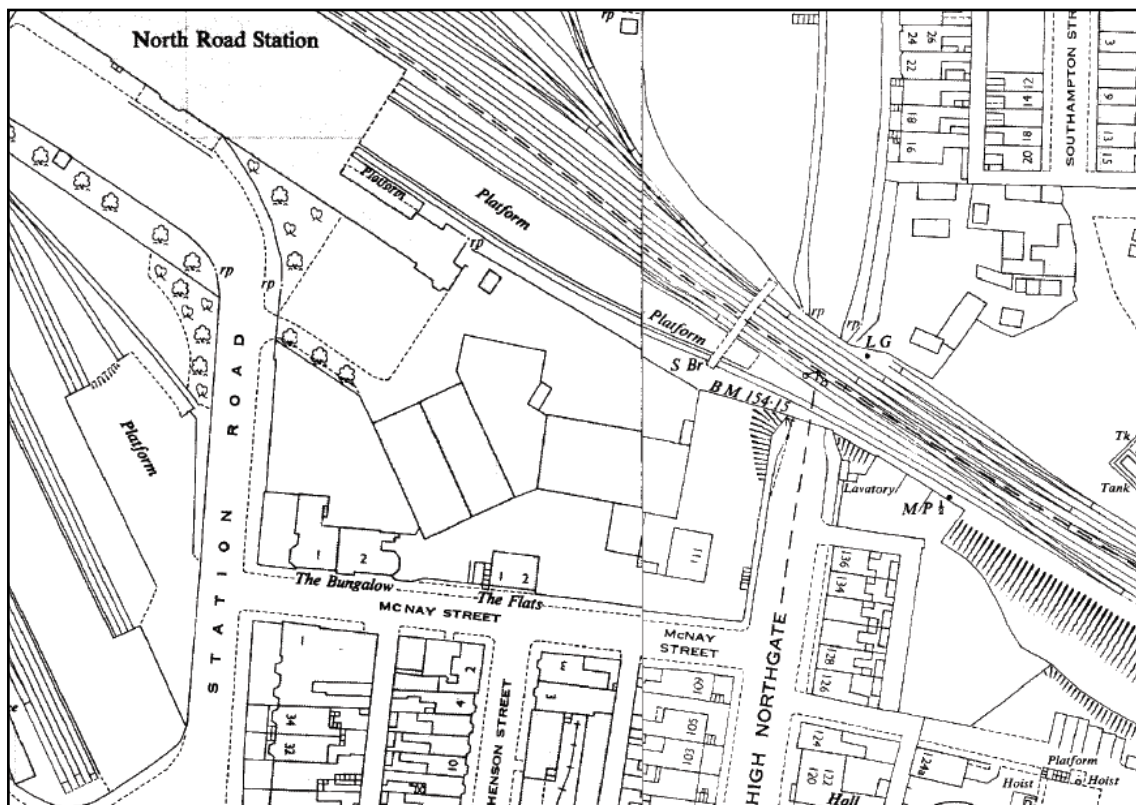 North Road Station
rp
24
26
22
18
16
12
14
18
20
SOUTHAMPTON STR
3
9
13
15
Platform
Platform
rp
rp
rp
Platform
S Br
B M 154·15
rp
rp
L G
Tk
Tank
Lavatory
M P ½
Platform
STATION ROAD
1
2
The Bungalow
1
2
The Flats
111
MCNAY STREET
MCNAY
STREET
136
134
128
126
HIGH NORTHGATE
1
34
32
2
4
10
HENSON STREET
3
3
109
105
103
124
120
122
Hall
124a
Platform
Hoist
Hoist